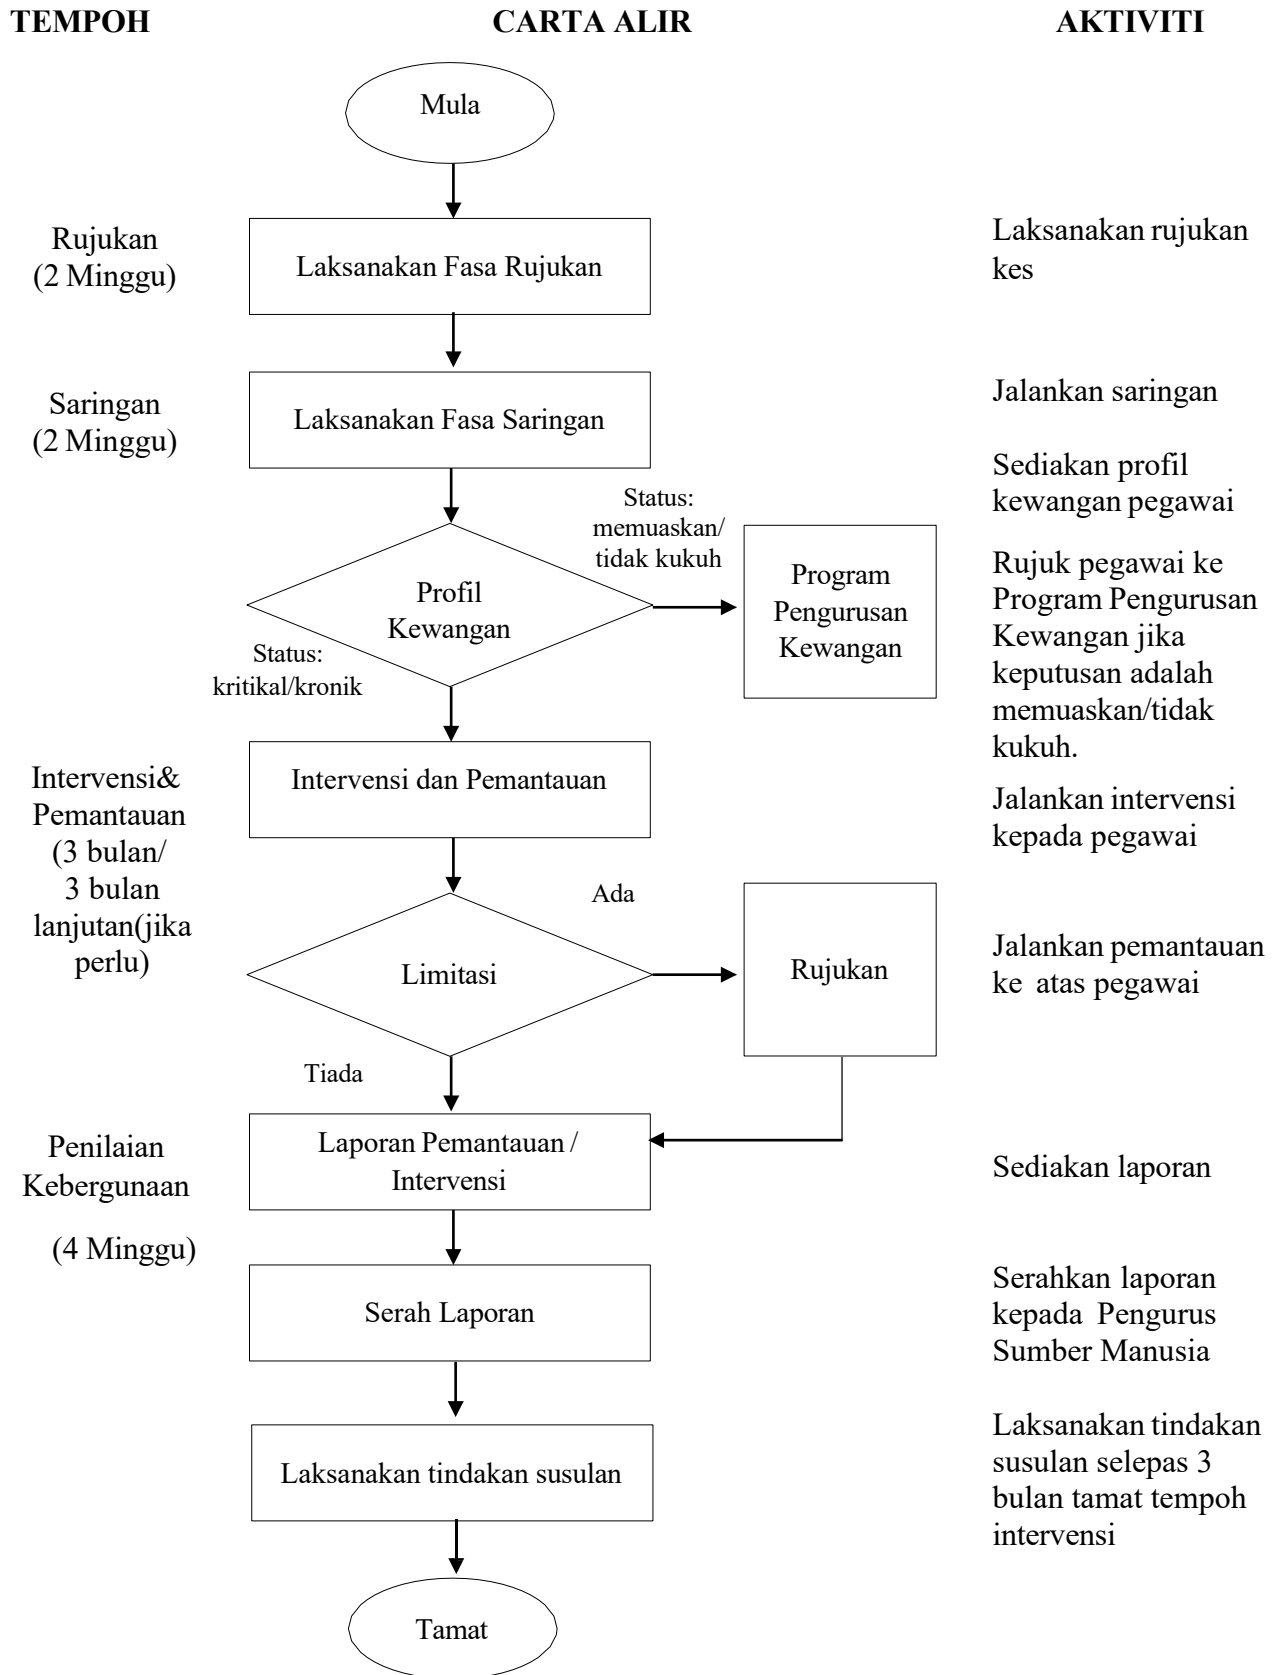 TEMPOH
CARTA ALIR
AKTIVITI
Mula
Rujukan
(2 Minggu)
Laksanakan Fasa Rujukan
Laksanakan rujukan
kes
Saringan
(2 Minggu)
Laksanakan Fasa Saringan
Jalankan saringan
Sediakan profil
kewangan pegawai
Status:
memuaskan/
tidak kukuh
Profil
Kewangan
Program
Pengurusan
Kewangan
Rujuk pegawai ke
Program Pengurusan
Kewangan jika
keputusan adalah
memuaskan/tidak
kukuh.
Status:
kritikal/kronik
Intervensi&
Pemantauan
(3 bulan/
3 bulan
lanjutan(jika
perlu)
Intervensi dan Pemantauan
Jalankan intervensi
kepada pegawai
Ada
Limitasi
Rujukan
Jalankan pemantauan
ke atas pegawai
Tiada
Penilaian
Kebergunaan
(4 Minggu)
Laporan Pemantauan /
Intervensi
Sediakan laporan
Serah Laporan
Serahkan laporan
kepada Pengurus
Sumber Manusia
Laksanakan tindakan susulan
Laksanakan tindakan
susulan selepas 3
bulan tamat tempoh
intervensi
Tamat